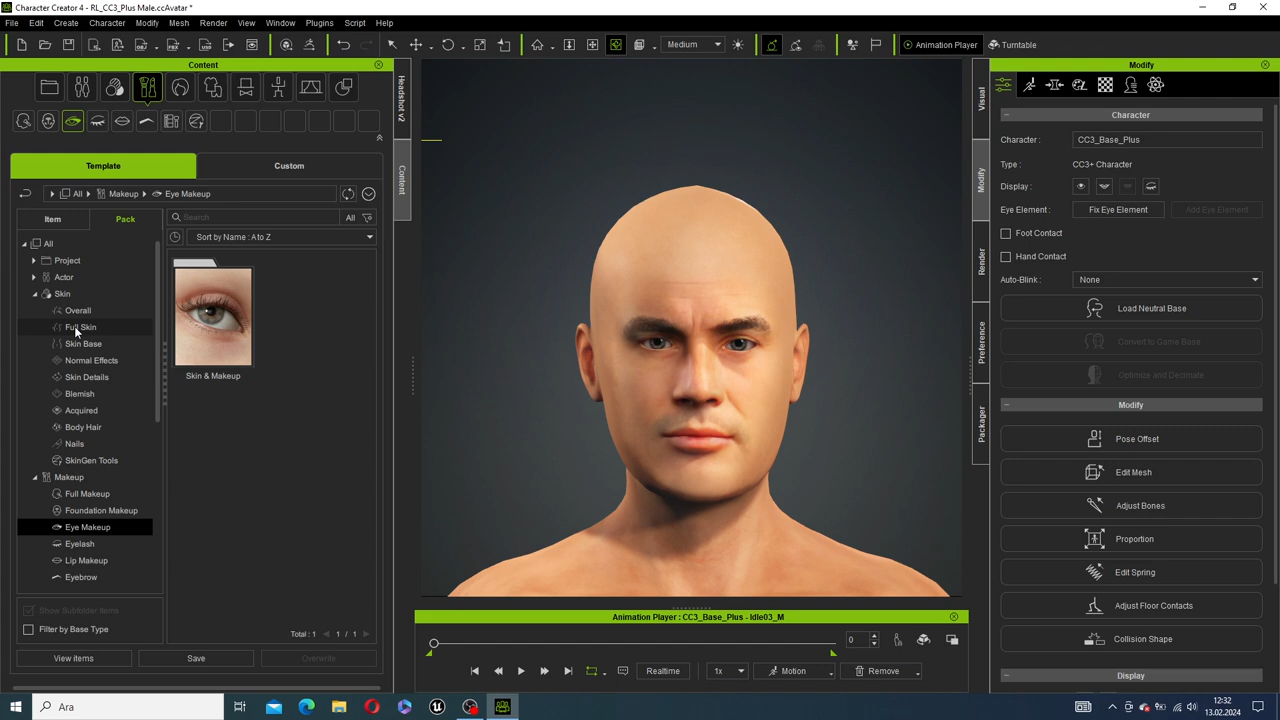 Character Creator 4 - RL_CC3_Plus Male.ccAvatar *
File Edit Create Character Modify Mesh Render View Content Window Plugins Script Help
Medium
Animation Player
Turntable
Content
Headshot v2
Content
Template
Custom
All
Makeup
Eye Makeup
Item
Pack
Search
All
Sort by Name : A to Z
All
Project
Actor
Skin
Overall
Full Skin
Skin Base
Normal Effects
Skin Details
Blemish
Acquired
Body Hair
Nails
SkinGen Tools
Makeup
Full Makeup
Foundation Makeup
Eye Makeup
Eyelash
Lip Makeup
Eyebrow
Skin & Makeup
Show Subfolder Items
Filter by Base Type
Total : 1
1 / 1
View items
Save
Overwrite
Animation Player : CC3_Base_Plus - Idle03_M
0
Realtime
1x
Motion
Remove
Visual
Modify
Render
Preference
Packager
Modify
Character
Character :
CC3_Base_Plus
Type :
CC3+ Character
Display :
Eye Element :
Fix Eye Element
Add Eye Element
Foot Contact
Hand Contact
Auto-Blink :
None
Load Neutral Base
Convert to Game Base
Optimize and Decimate
Modify
Pose Offset
Edit Mesh
Adjust Bones
Proportion
Edit Spring
Adjust Floor Contacts
Collision Shape
Display
Ara
12:32
13.02.2024